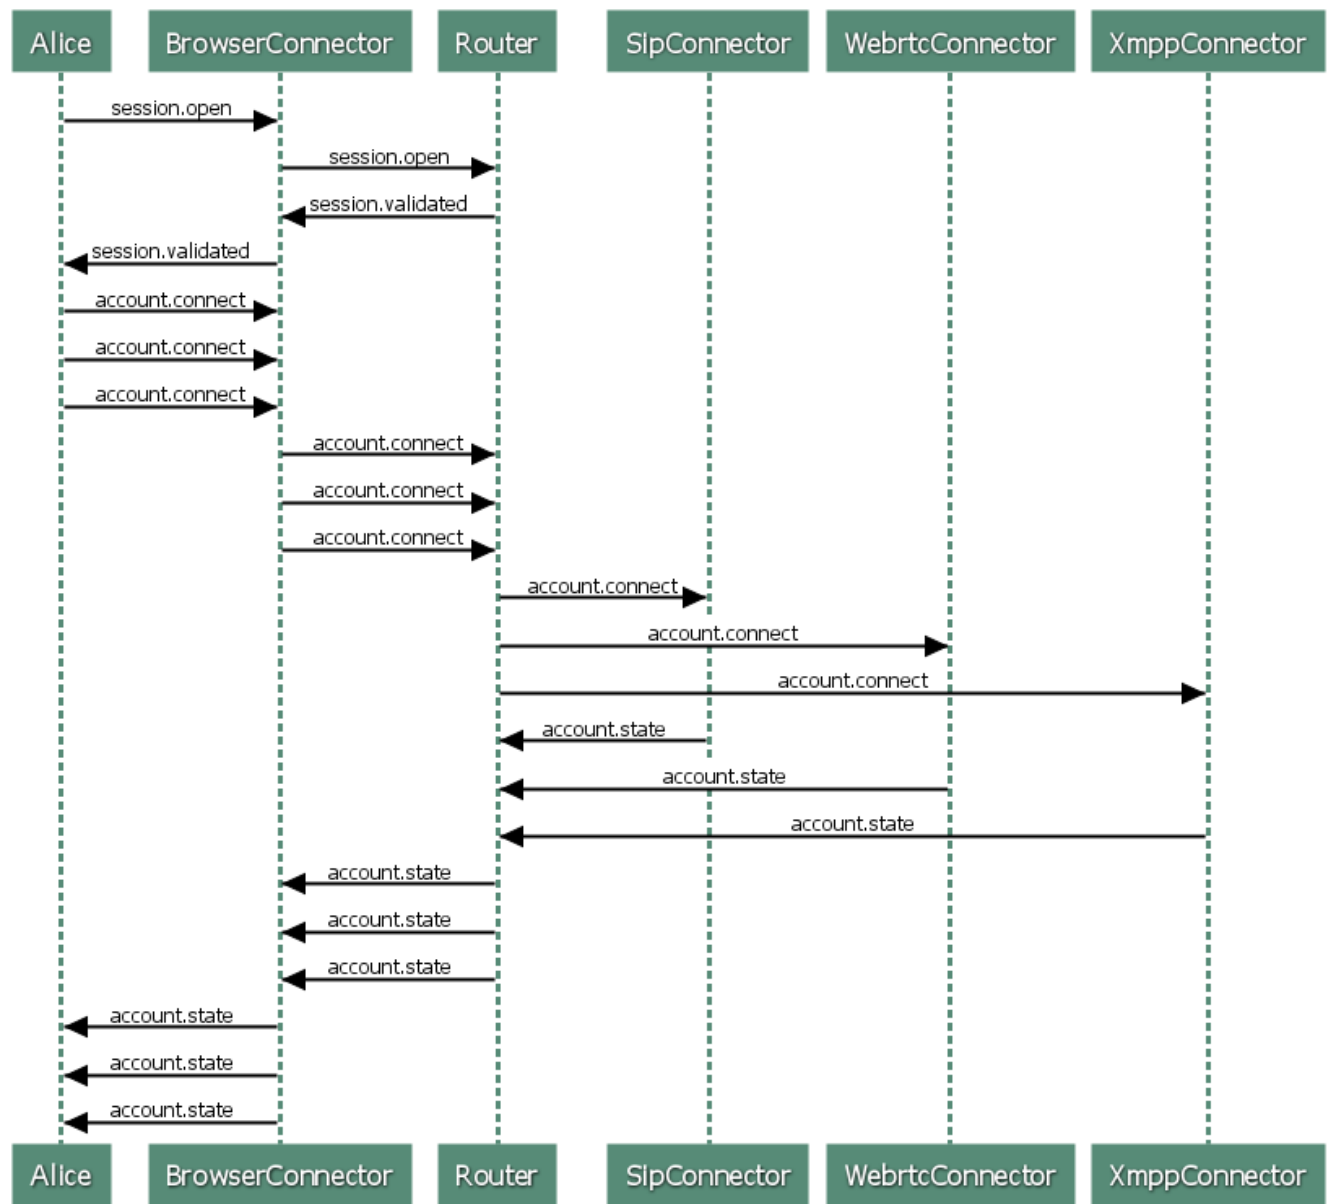 Alice BrowserConnector Router SipConnector WebrtcConnector XmppConnector
session.open
session.open
session.validated
session.validated
account.connect
account.connect
account.connect
account.connect
account.connect
account.connect
account.connect
account.connect
account.connect
account.state
account.state
account.state
account.state
account.state
account.state
account.state
account.state
account.state
Alice BrowserConnector Router SipConnector WebrtcConnector XmppConnector